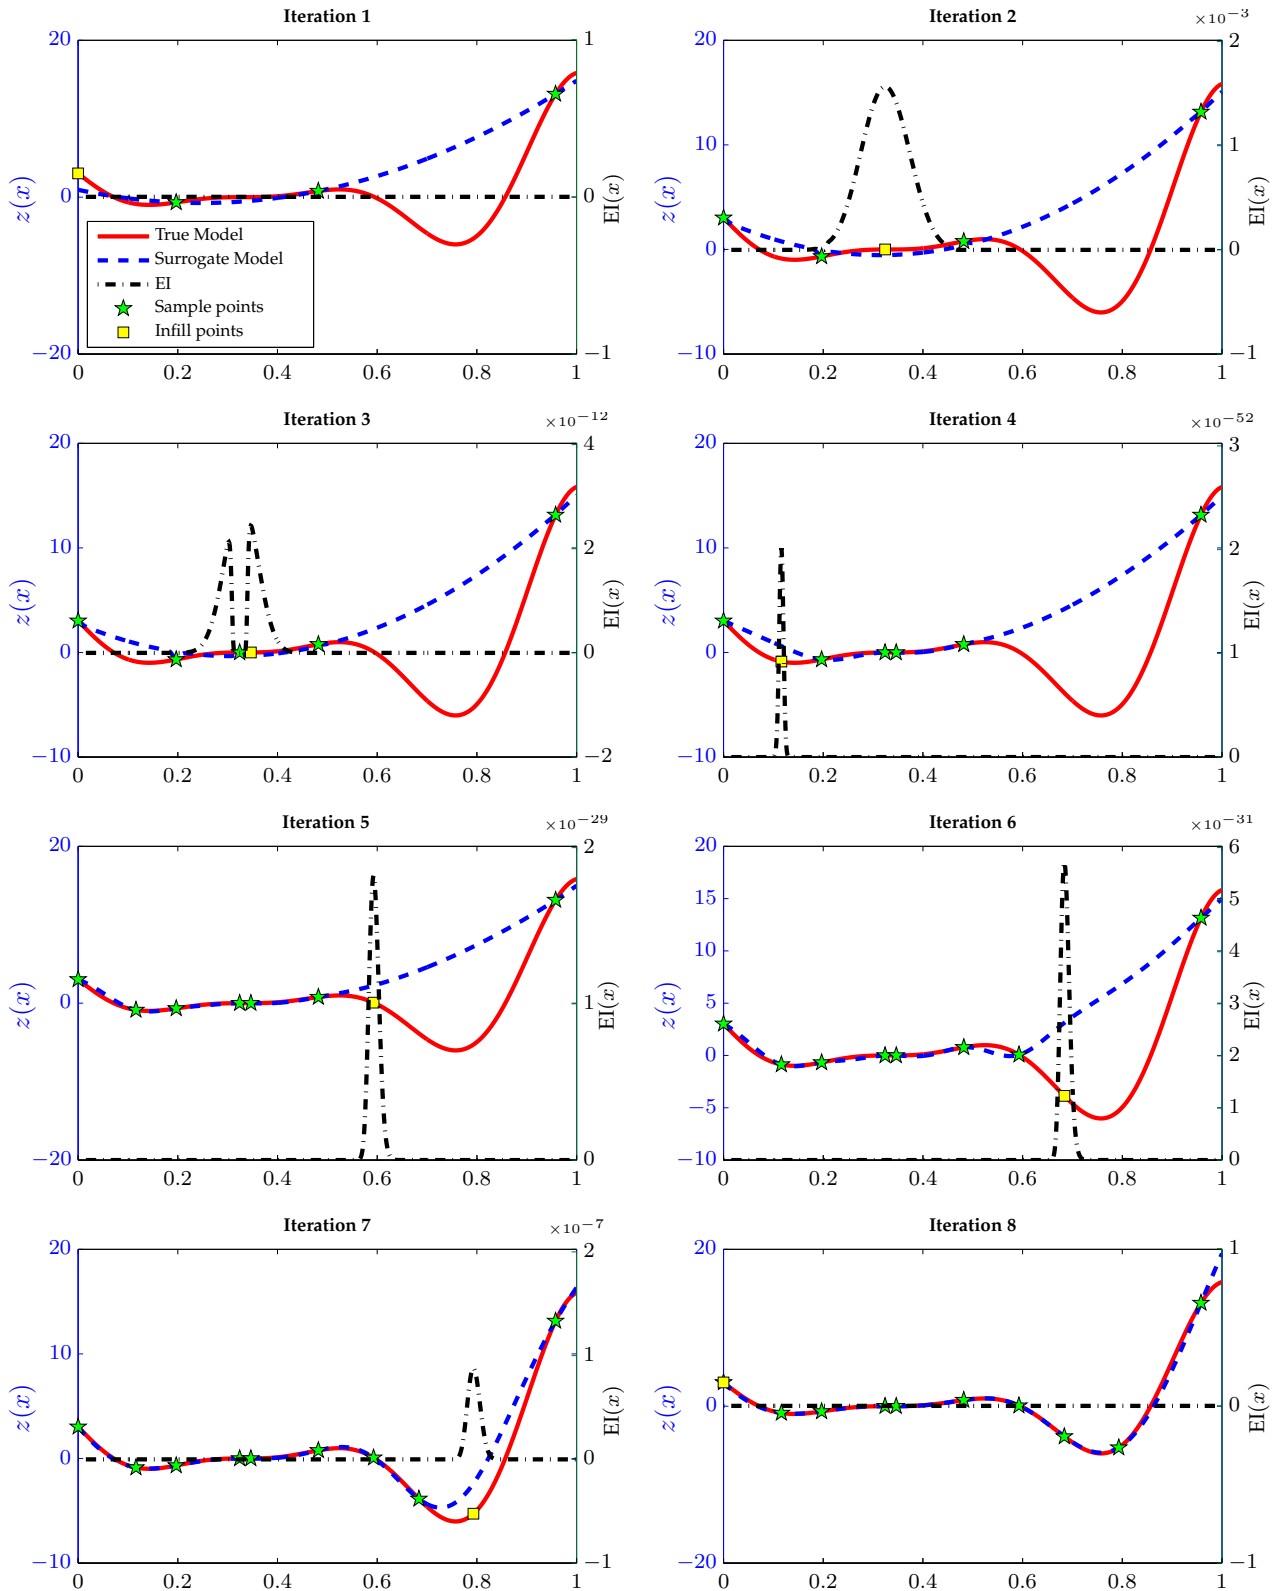 Iteration 1
20
0
−20
z(x)
1
0
−1
EI(x)
0 0.2 0.4 0.6 0.8 1
True Model
Surrogate Model
EI
Sample points
Infill points
Iteration 2
×10⁻³
20
10
0
−10
z(x)
2
1
0
−1
EI(x)
0 0.2 0.4 0.6 0.8 1
Iteration 3
×10⁻¹²
20
10
0
−10
z(x)
4
2
0
−2
EI(x)
0 0.2 0.4 0.6 0.8 1
Iteration 4
×10⁻⁵²
20
10
0
−10
z(x)
3
2
1
0
EI(x)
0 0.2 0.4 0.6 0.8 1
Iteration 5
×10⁻²⁹
20
0
−20
z(x)
2
1
0
EI(x)
0 0.2 0.4 0.6 0.8 1
Iteration 6
×10⁻³¹
20
15
10
5
0
−5
−10
z(x)
6
5
4
3
2
1
0
EI(x)
0 0.2 0.4 0.6 0.8 1
Iteration 7
×10⁻⁷
20
10
0
−10
z(x)
2
1
0
−1
EI(x)
0 0.2 0.4 0.6 0.8 1
Iteration 8
20
0
−20
z(x)
1
0
−1
EI(x)
0 0.2 0.4 0.6 0.8 1